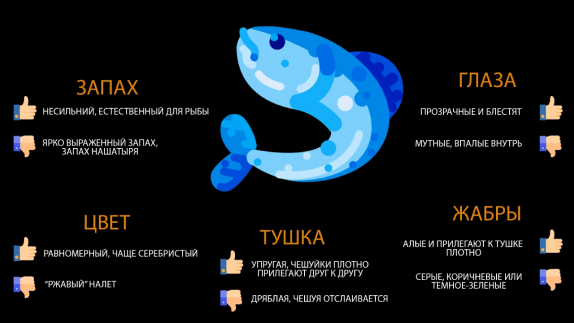 ЗАПАХ
НЕСИЛЬНИЙ, ЕСТЕСТВЕННЫЙ ДЛЯ РЫБЫ
ЯРКО ВЫРАЖЕННЫЙ ЗАПАХ,
ЗАПАХ НАШАТЫРЯ
ГЛАЗА
ПРОЗРАЧНЫЕ И БЛЕСТЯТ
МУТНЫЕ, ВПАЛЫЕ ВНУТРЬ
ЦВЕТ
РАВНОМЕРНЫЙ, ЧАЩЕ СЕРЕБРИСТЫЙ
"РЖАВЫЙ" НАЛЕТ
ТУШКА
УПРУГАЯ, ЧЕШУЙКИ ПЛОТНО
ПРИЛЕГАЮТ ДРУГ К ДРУГУ
ДРЯБЛАЯ, ЧЕШУЯ ОТСЛАИВАЕТСЯ
ЖАБРЫ
АЛЫЕ И ПРИЛЕГАЮТ К ТУШКЕ
ПЛОТНО
СЕРЫЕ, КОРИЧНЕВЫЕ ИЛИ
ТЕМНОЕ-ЗЕЛЕНЫЕ